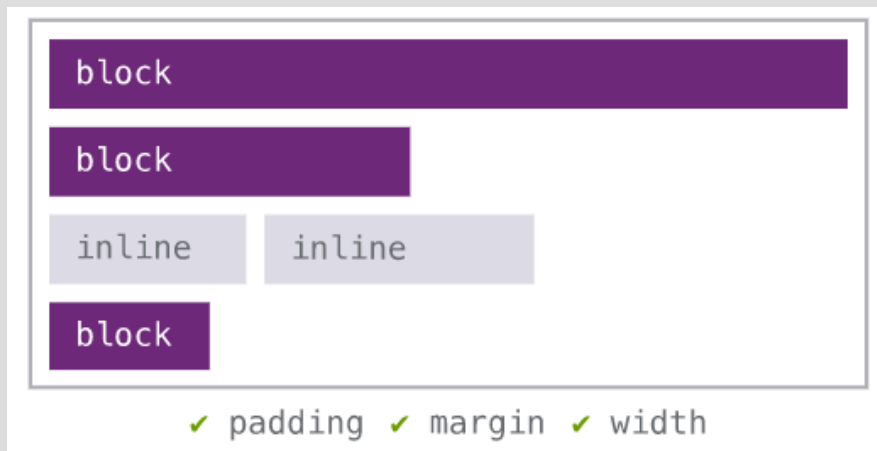 block
block
inline inline
block
✔ padding ✔ margin ✔ width